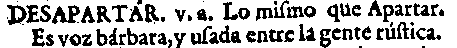 DESAPARTAR. v. a. Lo miſmo que Apartar.
Es voz bárbara, y uſada entre la gente rúſtica.